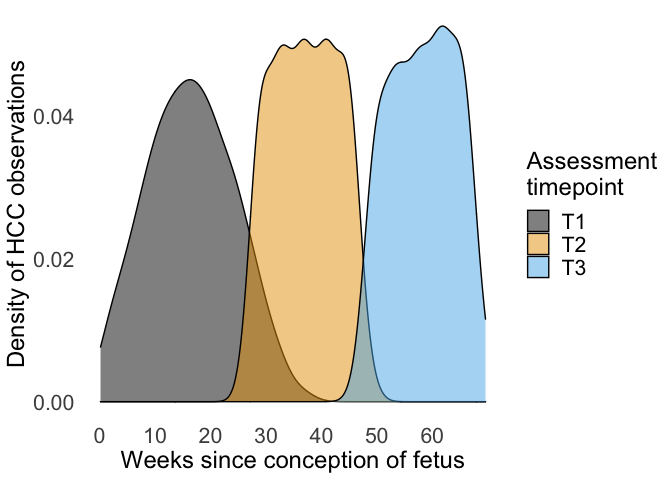 Density of HCC observations
0.04
0.02
0.00
0 10 20 30 40 50 60
Weeks since conception of fetus
Assessment
timepoint
T1
T2
T3